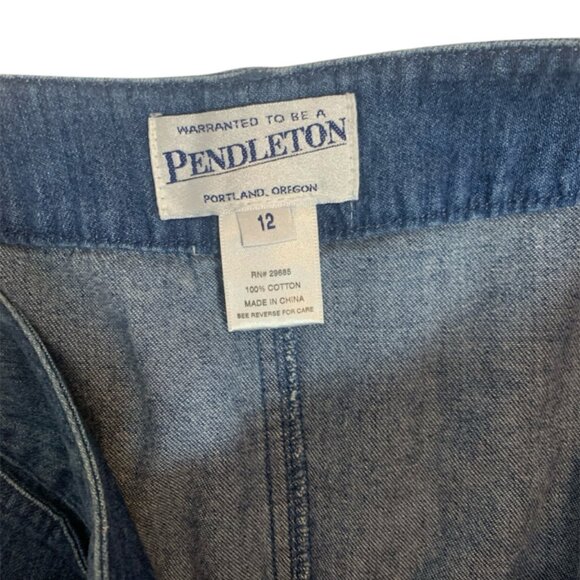 WARRANTED TO BE A
PENDLETON
PORTLAND, OREGON
12
RN# 29685
100% COTTON
MADE IN CHINA
SEE REVERSE FOR CARE